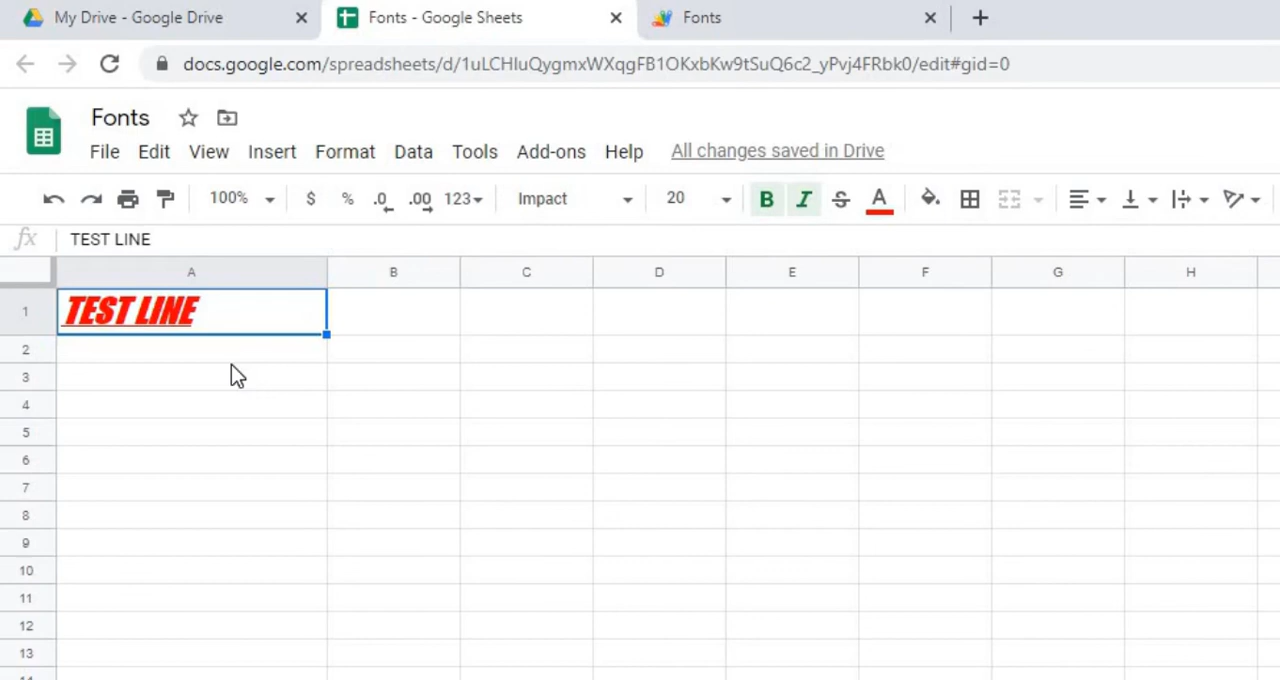 My Drive - Google Drive Fonts - Google Sheets Fonts
docs.google.com/spreadsheets/d/1uLCHIuQygmxWXqgFB1OKxbKw9tSuQ6c2_yPvj4FRbk0/edit#gid=0
Fonts
File Edit View Insert Format Data Tools Add-ons Help All changes saved in Drive
100% $ % .0 .00 123 Impact 20 B I S A
fx TEST LINE
A B C D E F G H
1 TEST LINE
2
3
4
5
6
7
8
9
10
11
12
13